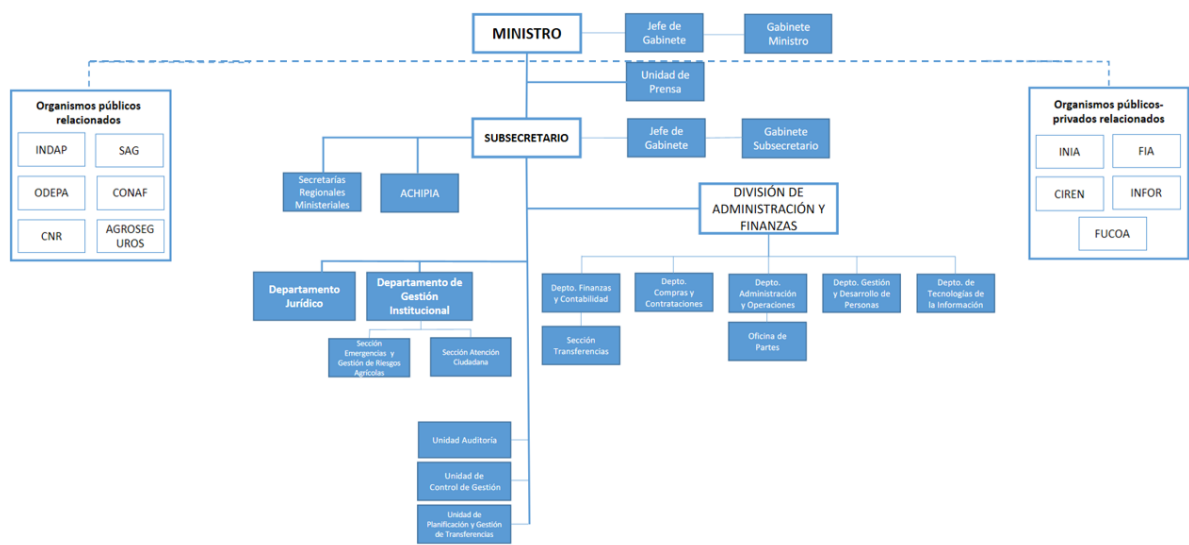 MINISTRO
Jefe de
Gabinete
Gabinete
Ministro
Unidad de
Prensa
Organismos públicos
relacionados
INDAP
SAG
ODEPA
CONAF
CNR
AGROSEG
UROS
Organismos públicos-
privados relacionados
INIA
FIA
CIREN
INFOR
FUCOA
SUBSECRETARIO
Jefe de
Gabinete
Gabinete
Subsecretario
Secretarías
Regionales
Ministeriales
ACHIPIA
DIVISIÓN DE
ADMINISTRACIÓN Y
FINANZAS
Departamento
Jurídico
Departamento de
Gestión
Institucional
Depto. Finanzas
y Contabilidad
Depto.
Compras y
Contrataciones
Depto.
Administración
y Operaciones
Depto. Gestión
y Desarrollo de
Personas
Depto. de
Tecnologías de
la Información
Sección
Emergencias y
Gestión de Riesgos
Agrícolas
Sección Atención
Ciudadana
Sección
Transferencias
Oficina de
Partes
Unidad Auditoría
Unidad de
Control de Gestión
Unidad de
Planificación y Gestión
de Transferencias